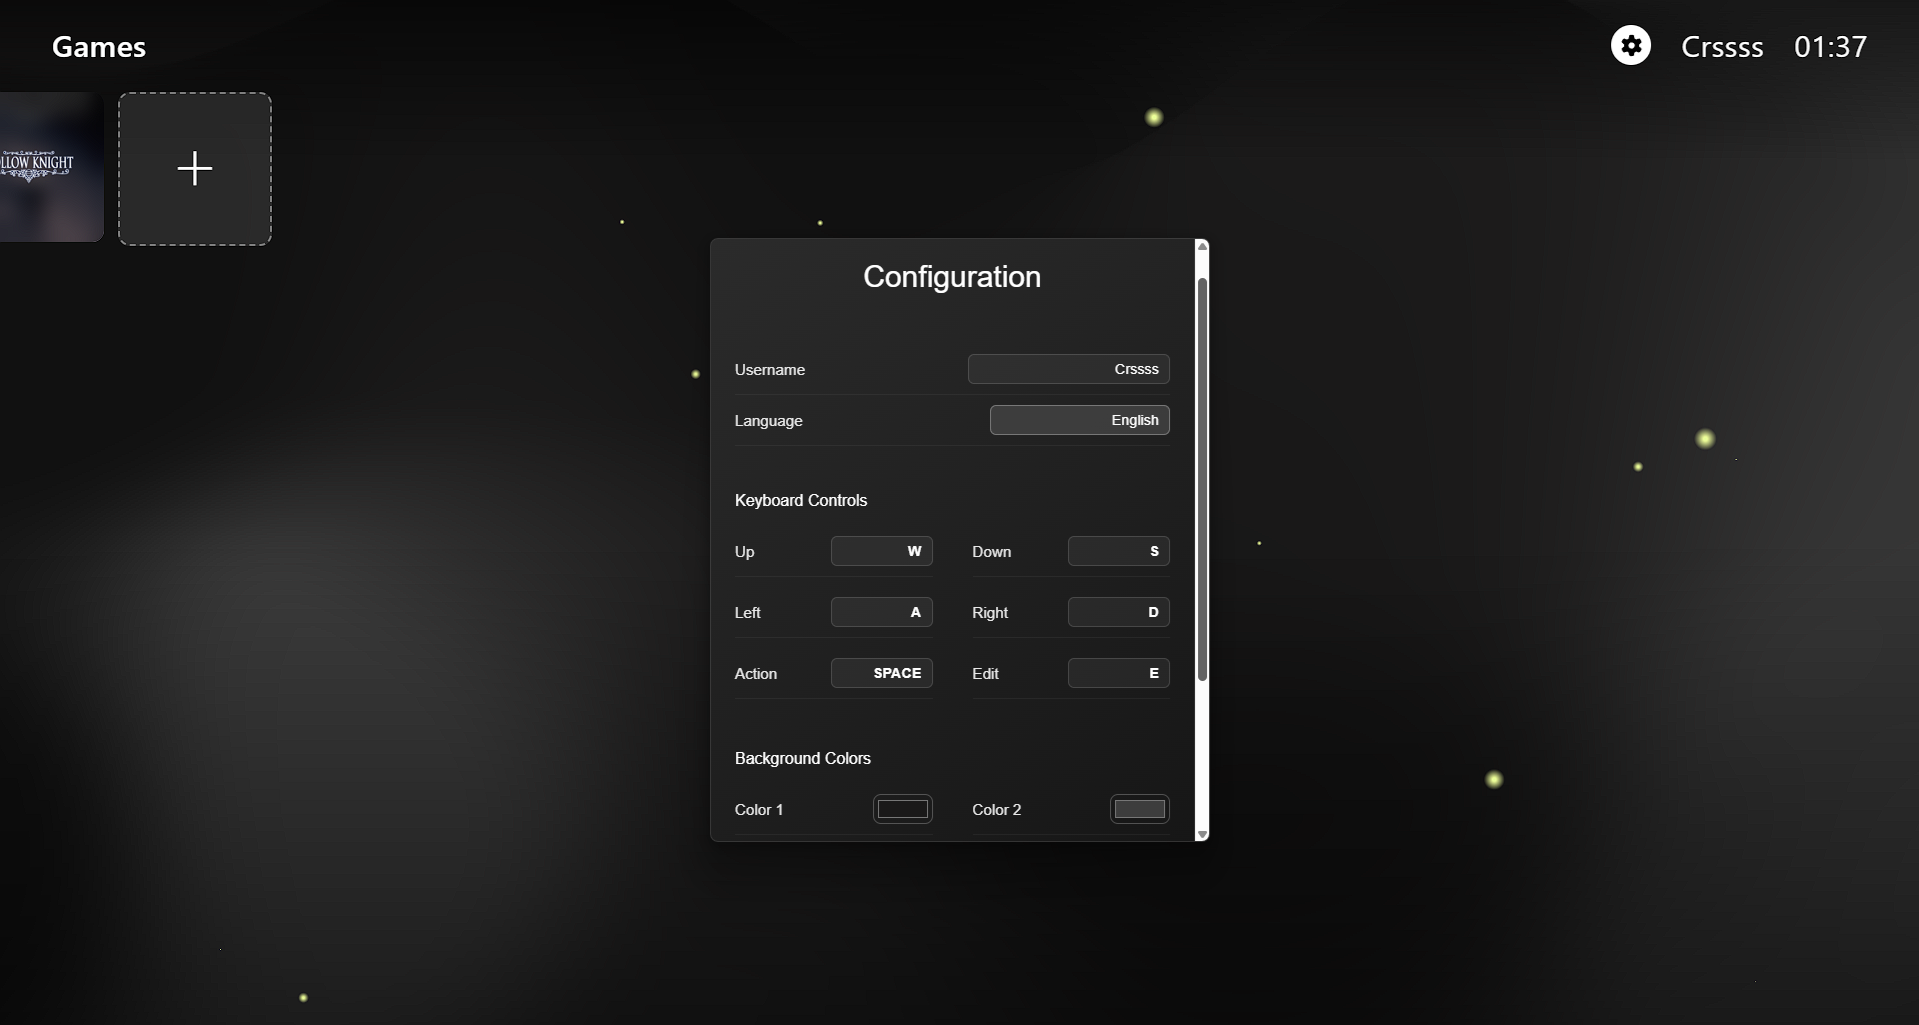 Games
Crssss 01:37
LLOW KNIGHT
Configuration
Username Crssss
Language English
Keyboard Controls
Up W Down S
Left A Right D
Action SPACE Edit E
Background Colors
Color 1 Color 2